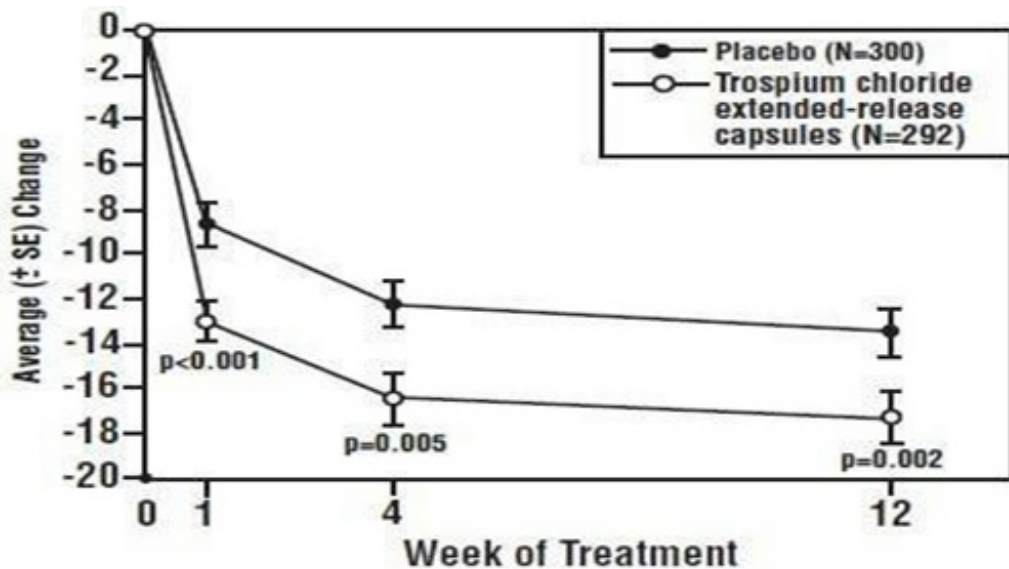 0
-2
-4
-6
-8
-10
-12
-14
-16
-18
-20
Average (± SE) Change
Placebo (N=300)
Trospium chloride
extended-release
capsules (N=292)
p<0.001
p=0.005
p=0.002
0 1 4 12
Week of Treatment